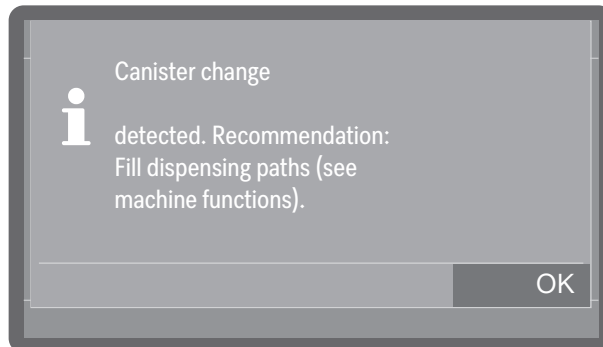 Canister change
detected. Recommendation:
Fill dispensing paths (see
machine functions).
OK